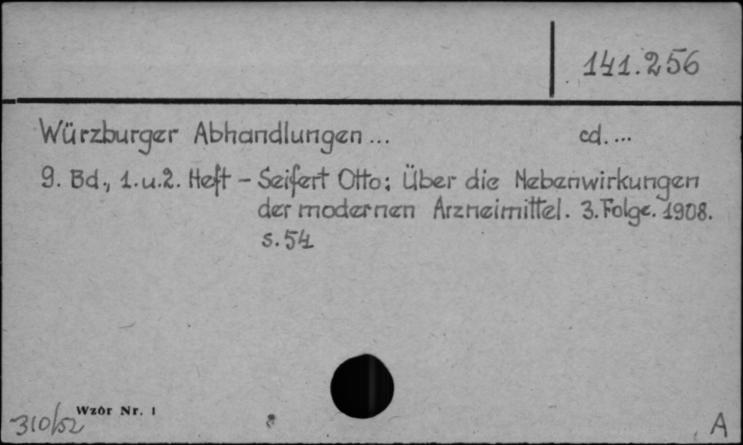 141.256
Würzburger Abhandlungen ... cd. ...
9. Bd., 1.u.2. Heft - Seifert Otto: Über die Nebenwirkungen
der modernen Arzneimittel. 3. Folge. 1908.
S. 54
Wzór Nr. 1
310/52
A